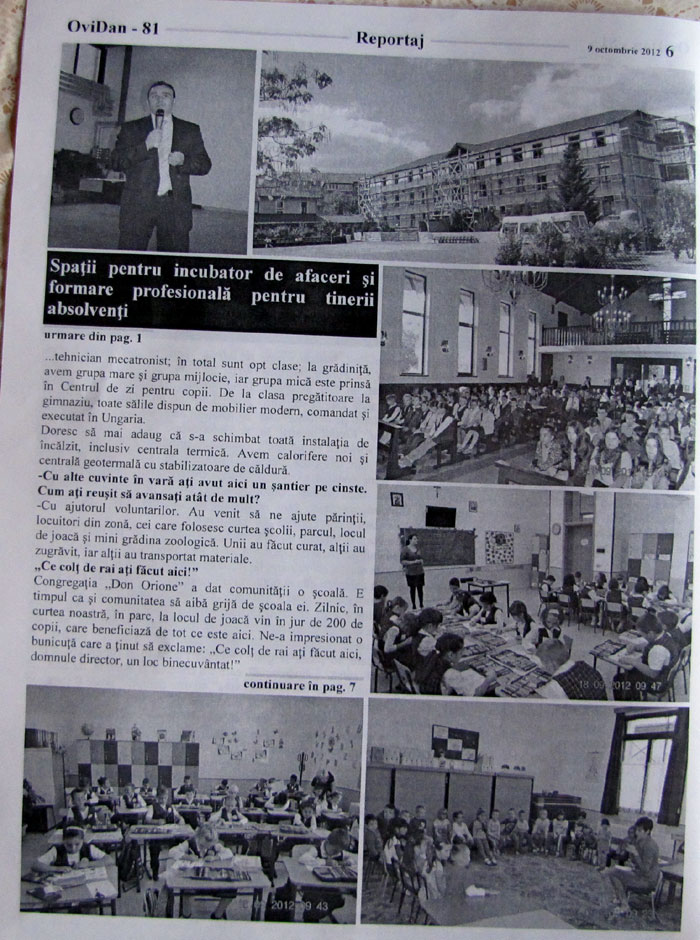 OviDan - 81
Reportaj
9 octombrie 2012 6
Spaţii pentru incubator de afaceri şi
formare profesională pentru tinerii
absolvenţi
urmare din pag. 1
...tehnician mecatronist; în total sunt opt clase; la grădiniţă,
avem grupa mare şi grupa mijlocie, iar grupa mică este prinsă
în Centrul de zi pentru copii. De la clasa pregătitoare la
gimnaziu, toate sălile dispun de mobilier modern, comandat şi
executat în Ungaria.
Doresc să mai adaug că s-a schimbat toată instalaţia de
încălzit, inclusiv centrala termică. Avem calorifere noi şi
centrală geotermală cu stabilizatoare de căldură.
-Cu alte cuvinte în vară aţi avut aici un şantier pe cinste.
Cum aţi reuşit să avansaţi atât de mult?
-Cu ajutorul voluntarilor. Au venit să ne ajute părinţii,
locuitori din zonă, cei care folosesc curtea şcolii, parcul, locul
de joacă şi mini grădina zoologică. Unii au făcut curat, alţii au
zugrăvit, iar alţii au transportat materiale.
„Ce colţ de rai aţi făcut aici!”
Congregaţia „Don Orione” a dat comunităţii o şcoală. E
timpul ca şi comunitatea să aibă grijă de şcoala ei. Zilnic, în
curtea noastră, în parc, la locul de joacă vin în jur de 200 de
copii, care beneficiază de tot ce este aici. Ne-a impresionat o
bunicuţă care a ţinut să exclame: „Ce colţ de rai aţi făcut aici,
domnule director, un loc binecuvântat!”
continuare în pag. 7
18 09 2012 09 47
09 2012 09 43